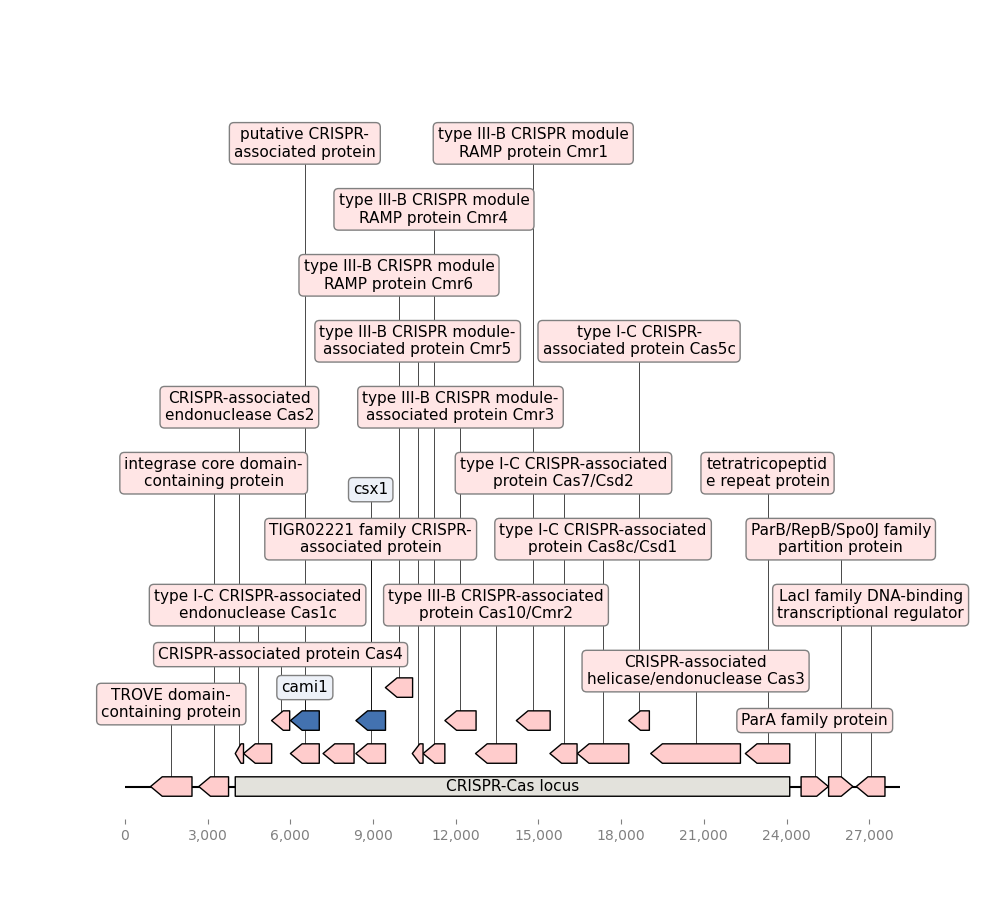 putative CRISPR-
associated protein
type III-B CRISPR module
RAMP protein Cmr1
type III-B CRISPR module
RAMP protein Cmr4
type III-B CRISPR module
RAMP protein Cmr6
type III-B CRISPR module-
associated protein Cmr5
type I-C CRISPR-
associated protein Cas5c
CRISPR-associated
endonuclease Cas2
type III-B CRISPR module-
associated protein Cmr3
integrase core domain-
containing protein
type I-C CRISPR-associated
protein Cas7/Csd2
tetratricopeptid
e repeat protein
csx1
TIGR02221 family CRISPR-
associated protein
type I-C CRISPR-associated
protein Cas8c/Csd1
ParB/RepB/Spo0J family
partition protein
type I-C CRISPR-associated
endonuclease Cas1c
type III-B CRISPR-associated
protein Cas10/Cmr2
LacI family DNA-binding
transcriptional regulator
CRISPR-associated protein Cas4
CRISPR-associated
helicase/endonuclease Cas3
cami1
TROVE domain-
containing protein
ParA family protein
CRISPR-Cas locus
0 3,000 6,000 9,000 12,000 15,000 18,000 21,000 24,000 27,000